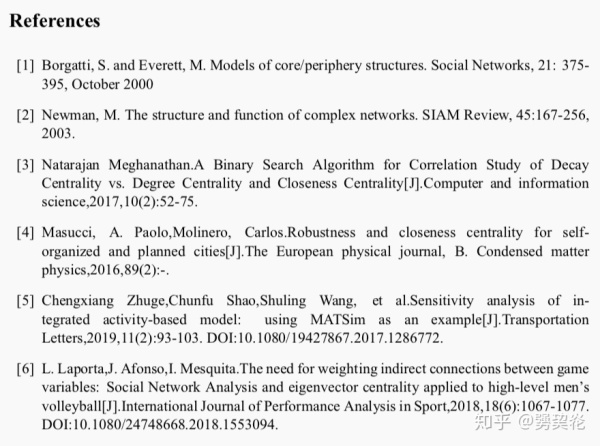 References
[1] Borgatti, S. and Everett, M. Models of core/periphery structures. Social Networks, 21: 375-
395, October 2000
[2] Newman, M. The structure and function of complex networks. SIAM Review, 45:167-256,
2003.
[3] Natarajan Meghanathan.A Binary Search Algorithm for Correlation Study of Decay
Centrality vs. Degree Centrality and Closeness Centrality[J].Computer and information
science,2017,10(2):52-75.
[4] Masucci, A. Paolo,Molinero, Carlos.Robustness and closeness centrality for self-
organized and planned cities[J].The European physical journal, B. Condensed matter
physics,2016,89(2):-.
[5] Chengxiang Zhuge,Chunfu Shao,Shuling Wang, et al.Sensitivity analysis of in-
tegrated activity-based model: using MATSim as an example[J].Transportation
Letters,2019,11(2):93-103. DOI:10.1080/19427867.2017.1286772.
[6] L. Laporta,J. Afonso,I. Mesquita.The need for weighting indirect connections between game
variables: Social Network Analysis and eigenvector centrality applied to high-level men's
volleyball[J].International Journal of Performance Analysis in Sport,2018,18(6):1067-1077.
DOI:10.1080/24748668.2018.1553094.
知乎